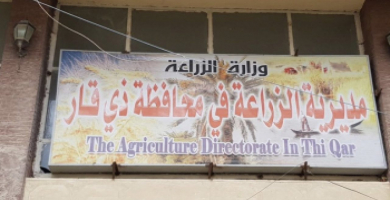 وزارة الزراعة
مديرية الزراعة في محافظة ذي قار
The Agriculture Directorate In Thi Qar